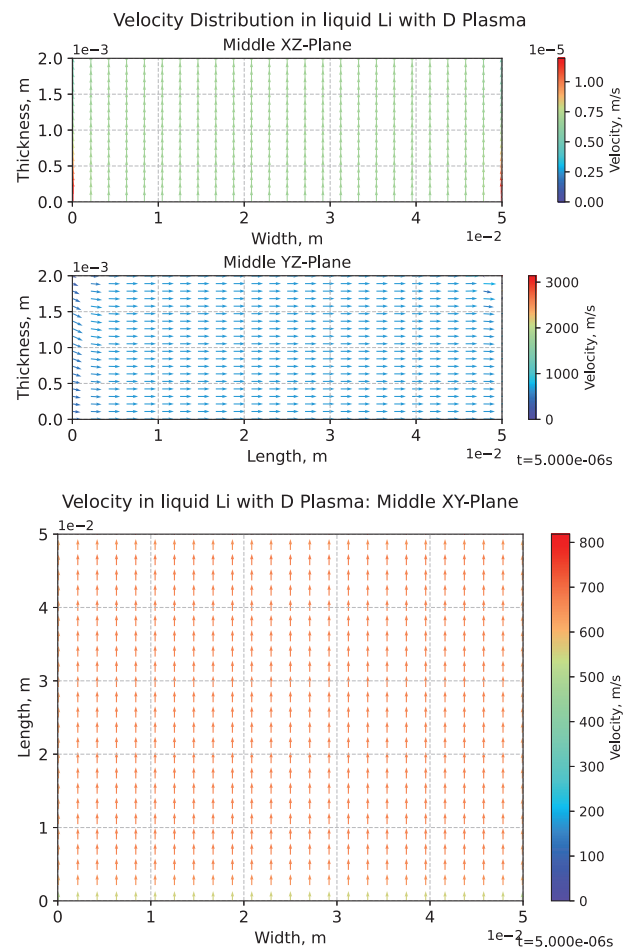 Velocity Distribution in liquid Li with D Plasma
Middle XZ-Plane
1e−3
1e−5
2.0
1.5
1.0
0.5
0.0
Thickness, m
0 1 2 3 4 5
1e−2
Width, m
1.00
0.75
0.50
0.25
0.00
Velocity, m/s
Middle YZ-Plane
1e−3
2.0
1.5
1.0
0.5
0.0
Thickness, m
0 1 2 3 4 5
1e−2
Length, m
3000
2000
1000
0
Velocity, m/s
t=5.000e-06s
Velocity in liquid Li with D Plasma: Middle XY-Plane
1e−2
5
4
3
2
1
0
Length, m
0 1 2 3 4 5
1e−2
Width, m
800
700
600
500
400
300
200
100
0
Velocity, m/s
t=5.000e-06s